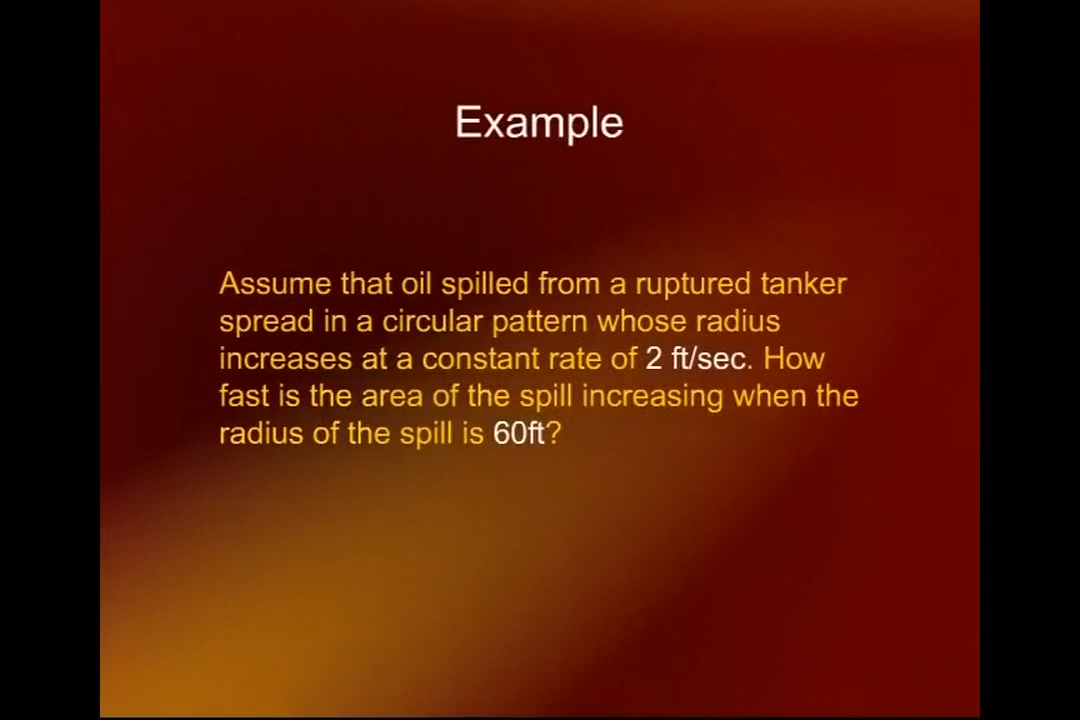 Example
Assume that oil spilled from a ruptured tanker
spread in a circular pattern whose radius
increases at a constant rate of 2 ft/sec. How
fast is the area of the spill increasing when the
radius of the spill is 60ft?